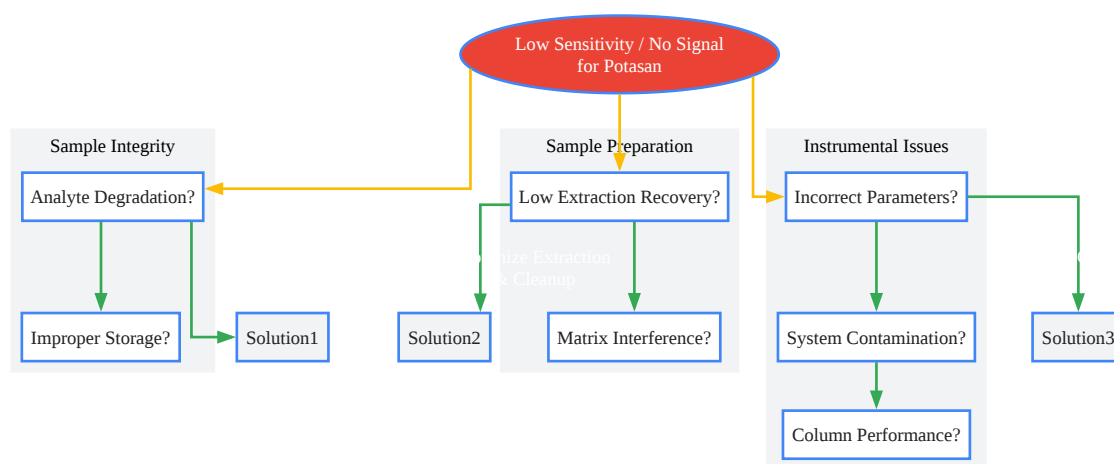 Low Sensitivity / No Signal
for Potasan
Sample Integrity
Sample Preparation
Instrumental Issues
Analyte Degradation?
Low Extraction Recovery?
Incorrect Parameters?
Extraction
& Cleanup
Improper Storage?
Solution1
Solution2
Matrix Interference?
System Contamination?
Solution3
Column Performance?